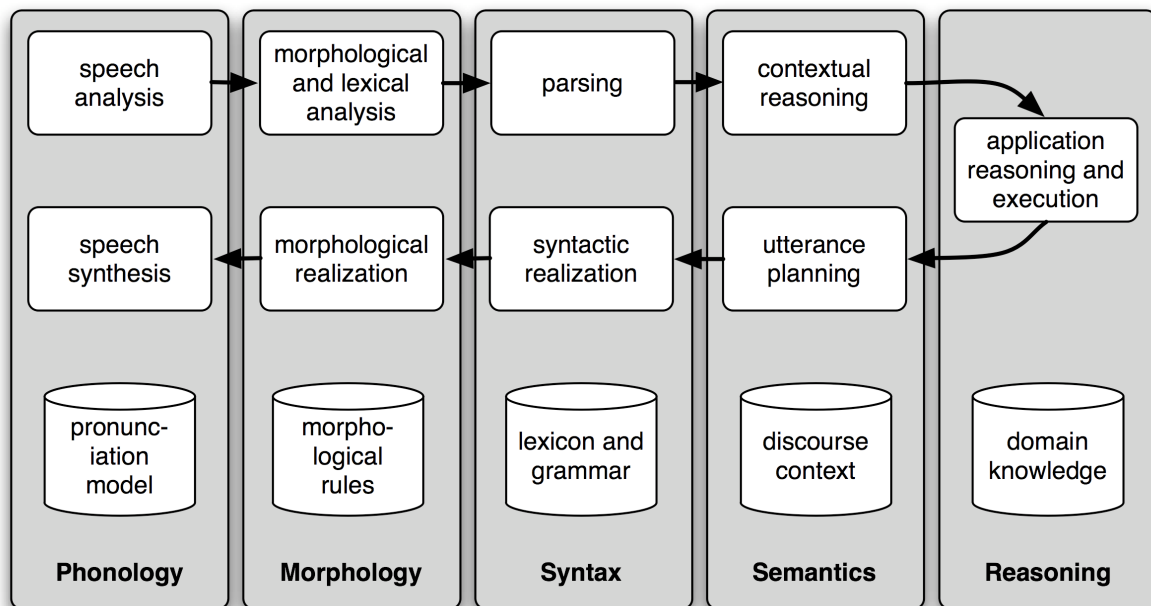 speech
analysis
morphological
and lexical
analysis
parsing
contextual
reasoning
application
reasoning and
execution
speech
synthesis
morphological
realization
syntactic
realization
utterance
planning
pronunc-
iation
model
morpho-
logical
rules
lexicon and
grammar
discourse
context
domain
knowledge
Phonology
Morphology
Syntax
Semantics
Reasoning